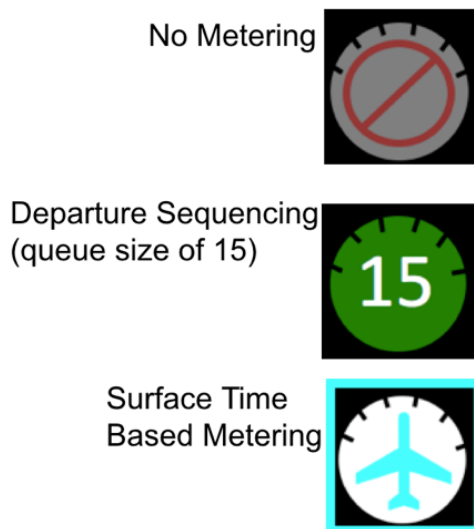 No Metering
Departure Sequencing
(queue size of 15)
15
Surface Time
Based Metering